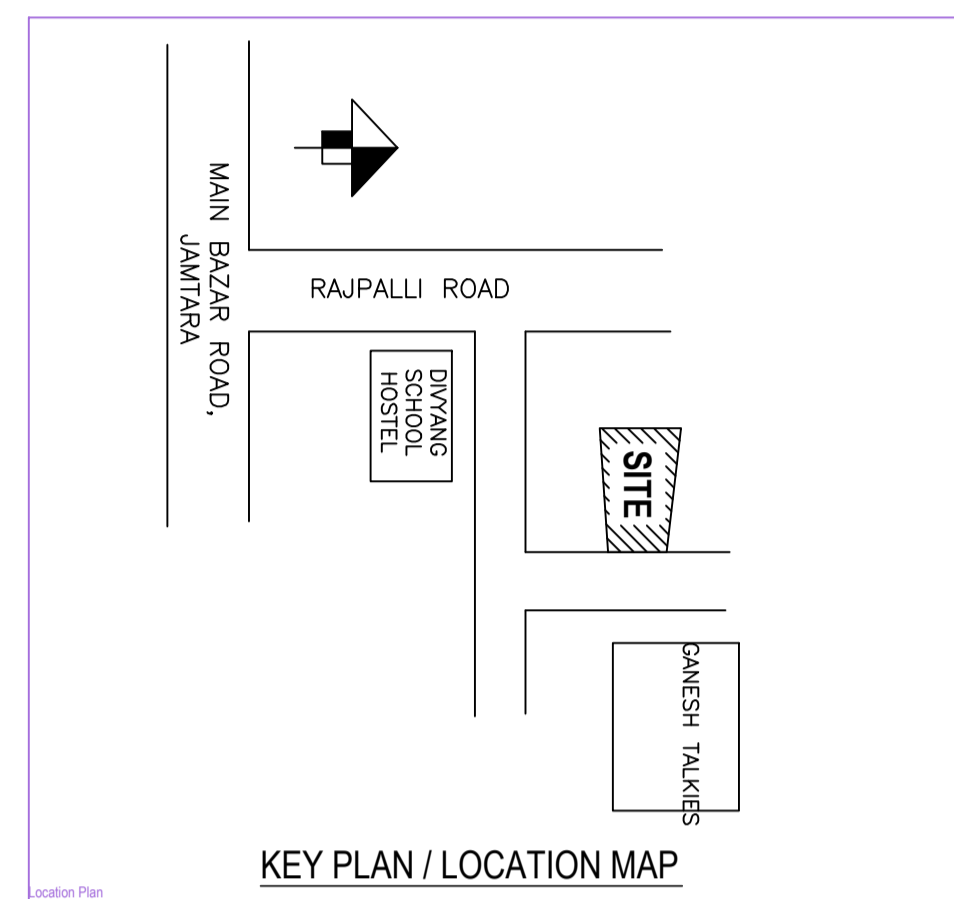 MAIN BAZAR ROAD,
JAMTARA
RAJPALLI ROAD
DIVYANG
SCHOOL
HOSTEL
SITE
GANESH TALKIES
KEY PLAN / LOCATION MAP
Location Plan